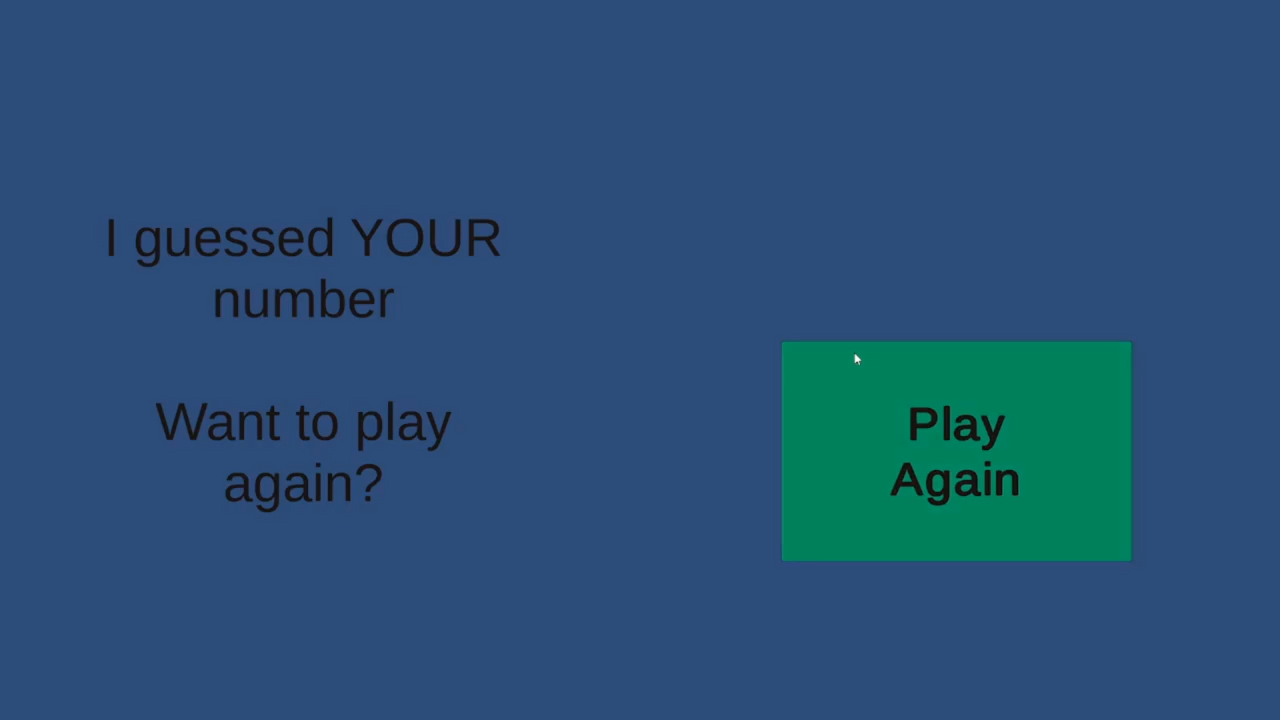 I guessed YOUR
number
Want to play
again?
Play
Again